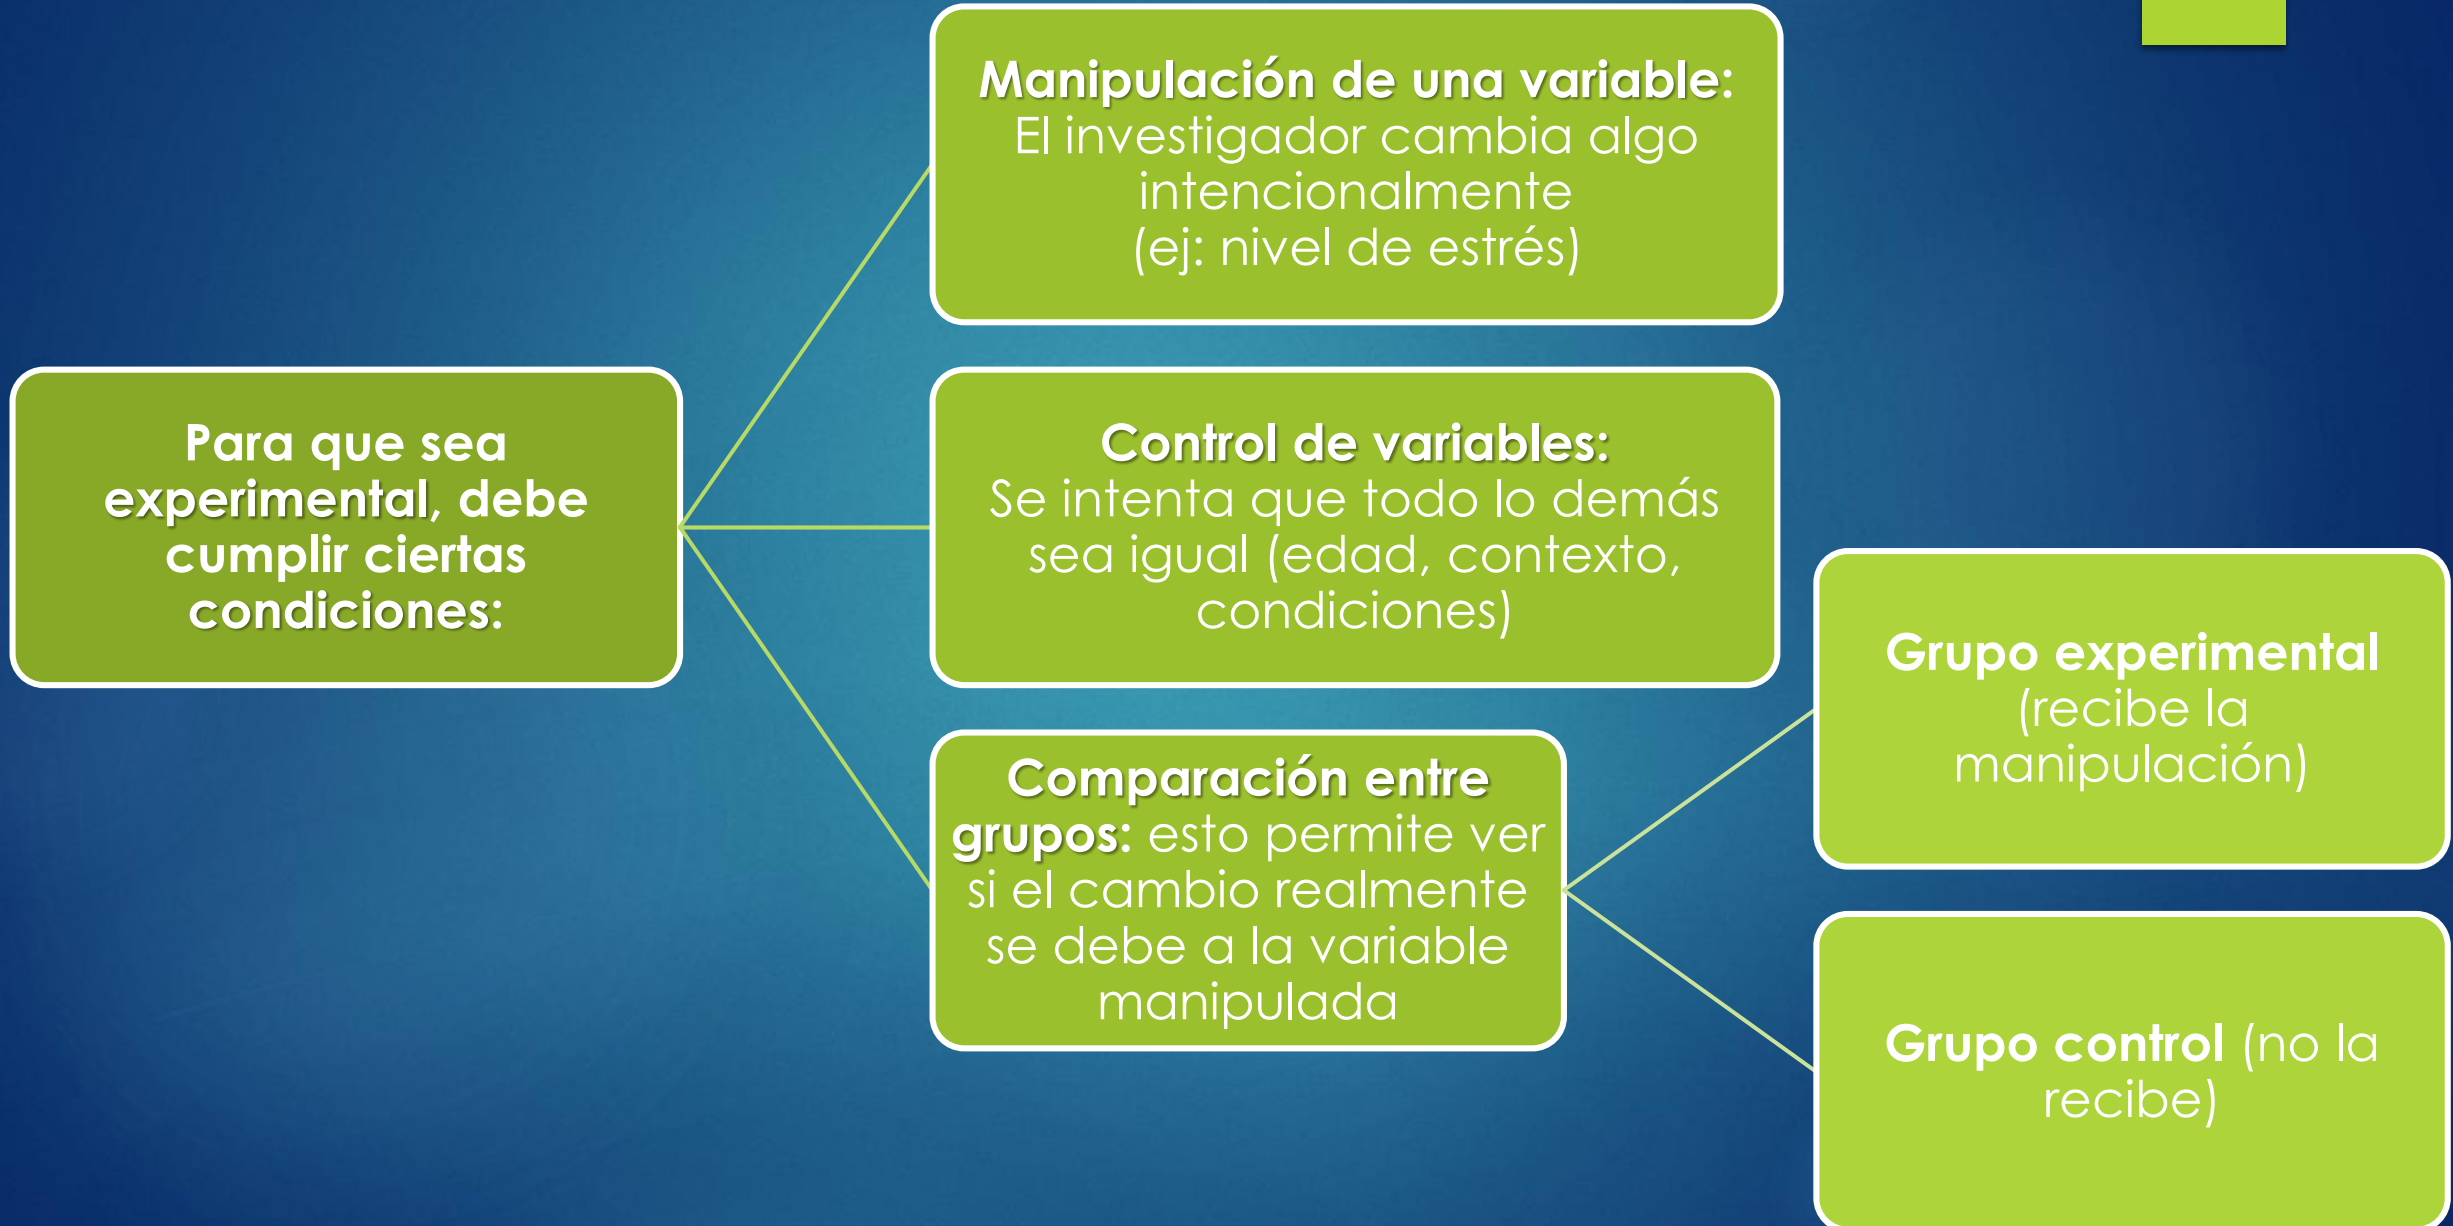 Para que sea
experimental, debe
cumplir ciertas
condiciones:
Manipulación de una variable:
El investigador cambia algo
intencionalmente
(ej: nivel de estrés)
Control de variables:
Se intenta que todo lo demás
sea igual (edad, contexto,
condiciones)
Comparación entre
grupos: esto permite ver
si el cambio realmente
se debe a la variable
manipulada
Grupo experimental
(recibe la
manipulación)
Grupo control (no la
recibe)